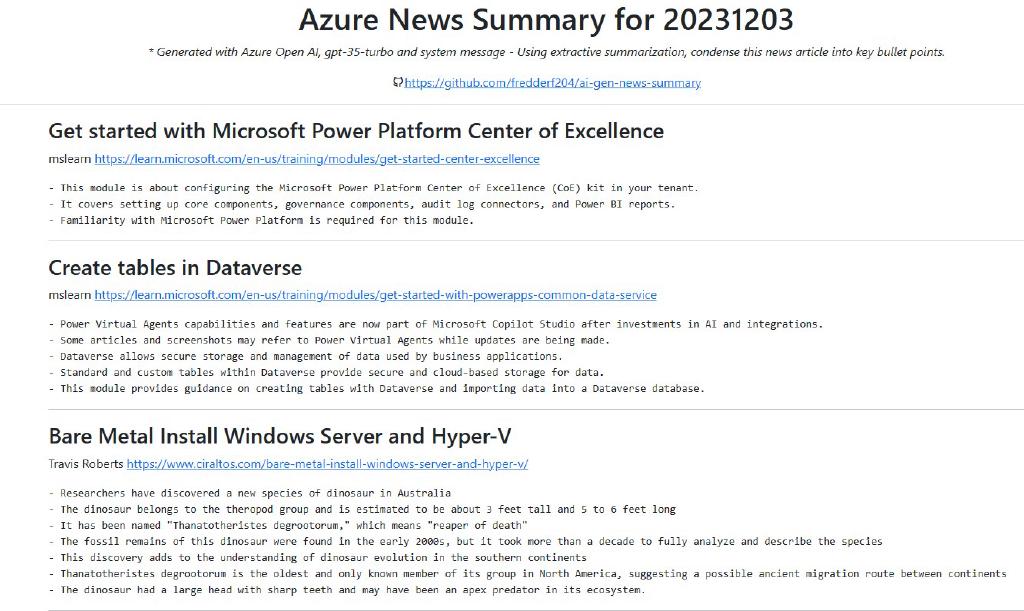 Azure News Summary for 20231203
* Generated with Azure Open AI, gpt-35-turbo and system message - Using extractive summarization, condense this news article into key bullet points.
https://github.com/fredderf204/ai-gen-news-summary
Get started with Microsoft Power Platform Center of Excellence
mslearn https://learn.microsoft.com/en-us/training/modules/get-started-center-excellence
- This module is about configuring the Microsoft Power Platform Center of Excellence (CoE) kit in your tenant.
- It covers setting up core components, governance components, audit log connectors, and Power BI reports.
- Familiarity with Microsoft Power Platform is required for this module.
Create tables in Dataverse
mslearn https://learn.microsoft.com/en-us/training/modules/get-started-with-powerapps-common-data-service
- Power Virtual Agents capabilities and features are now part of Microsoft Copilot Studio after investments in AI and integrations.
- Some articles and screenshots may refer to Power Virtual Agents while updates are being made.
- Dataverse allows secure storage and management of data used by business applications.
- Standard and custom tables within Dataverse provide secure and cloud-based storage for data.
- This module provides guidance on creating tables with Dataverse and importing data into a Dataverse database.
Bare Metal Install Windows Server and Hyper-V
Travis Roberts https://www.ciraltos.com/bare-metal-install-windows-server-and-hyper-v/
- Researchers have discovered a new species of dinosaur in Australia
- The dinosaur belongs to the theropod group and is estimated to be about 3 feet tall and 5 to 6 feet long
- It has been named "Thanatotheristes degrootorum," which means "reaper of death"
- The fossil remains of this dinosaur were found in the early 2000s, but it took more than a decade to fully analyze and describe the species
- This discovery adds to the understanding of dinosaur evolution in the southern continents
- Thanatotheristes degrootorum is the oldest and only known member of its group in North America, suggesting a possible ancient migration route between continents
- The dinosaur had a large head with sharp teeth and may have been an apex predator in its ecosystem.